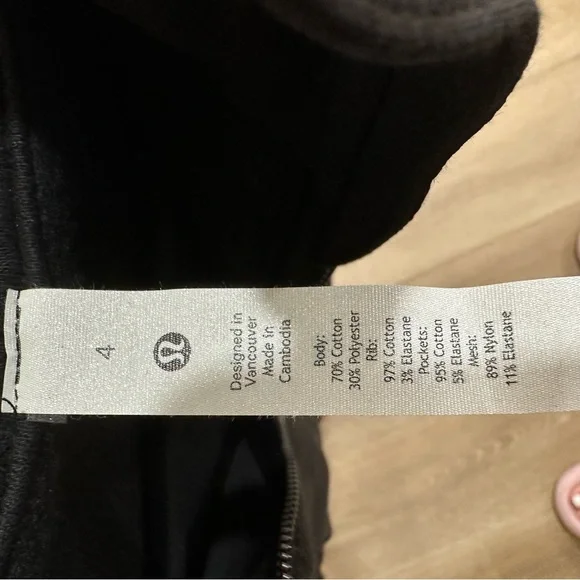 4
Designed in
Vancouver
Made in
Cambodia
Body:
70% Cotton
30% Polyester
Rib:
97% Cotton
3% Elastane
Pockets:
95% Cotton
5% Elastane
Mesh:
89% Nylon
11% Elastane